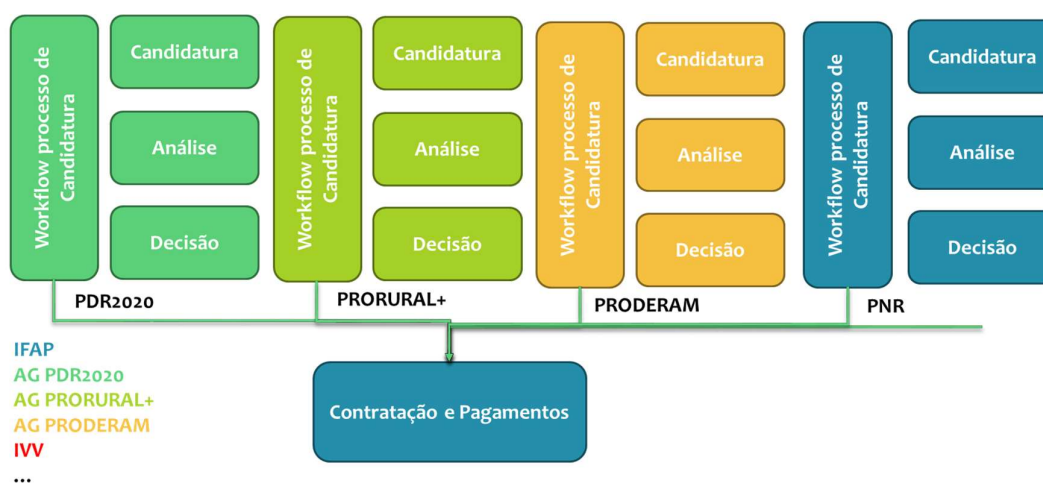 Workflow processo de
Candidatura
Candidatura
Análise
Decisão
PDR2020
Workflow processo de
Candidatura
Candidatura
Análise
Decisão
PRORURAL+
Workflow processo de
Candidatura
Candidatura
Análise
Decisão
PRODERAM
Workflow processo de
Candidatura
Candidatura
Análise
Decisão
PNR
IFAP
AG PDR2020
AG PRORURAL+
AG PRODERAM
IVV
...
Contratação e Pagamentos